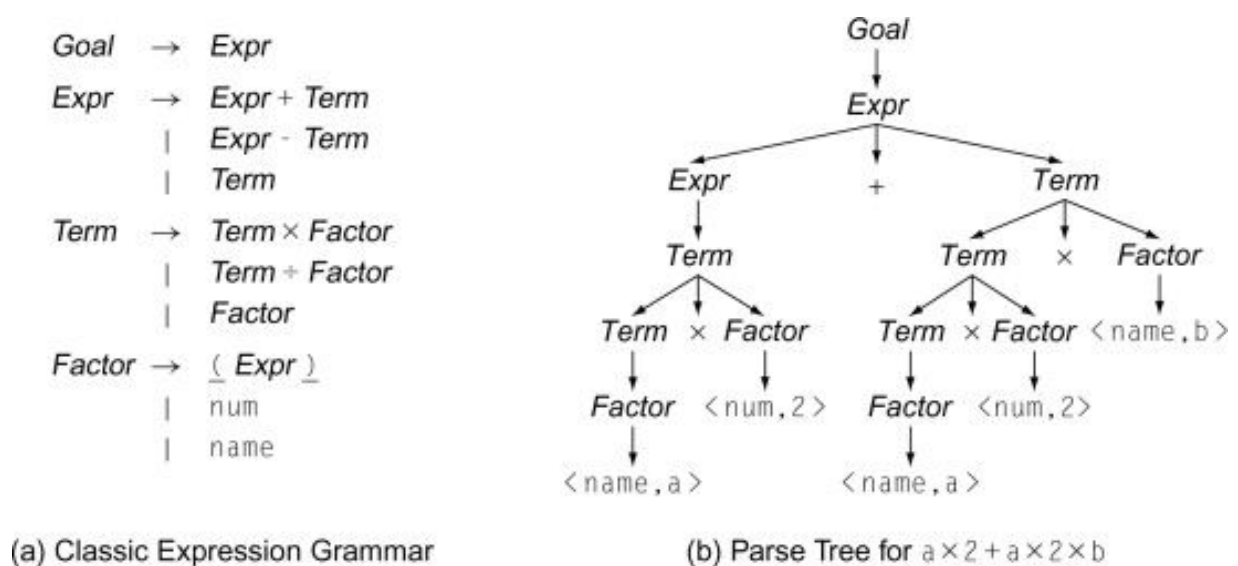 Goal → Expr
Expr → Expr + Term
| Expr - Term
| Term
Term → Term × Factor
| Term ÷ Factor
| Factor
Factor → ( Expr )
| num
| name
(a) Classic Expression Grammar
Goal
Expr
Expr + Term
Term Term × Factor
Term × Factor Term × Factor <name,b>
Factor <num,2> Factor <num,2>
<name,a> <name,a>
(b) Parse Tree for a×2+a×2×b